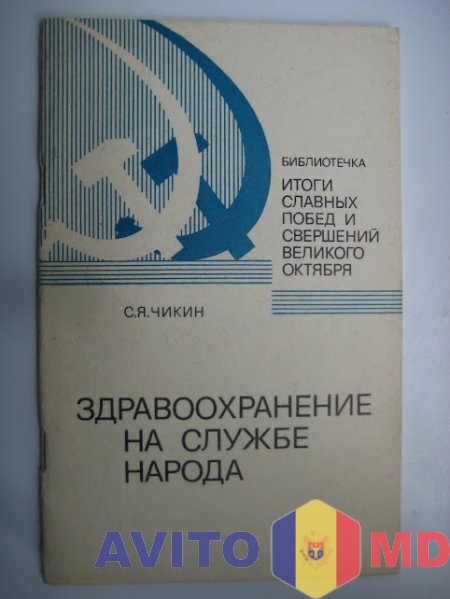 БИБЛИОТЕЧКА
ИТОГИ
СЛАВНЫХ
ПОБЕД И
СВЕРШЕНИЙ
ВЕЛИКОГО
ОКТЯБРЯ
С.Я.ЧИКИН
ЗДРАВООХРАНЕНИЕ
НА СЛУЖБЕ
НАРОДА
AVITO MD